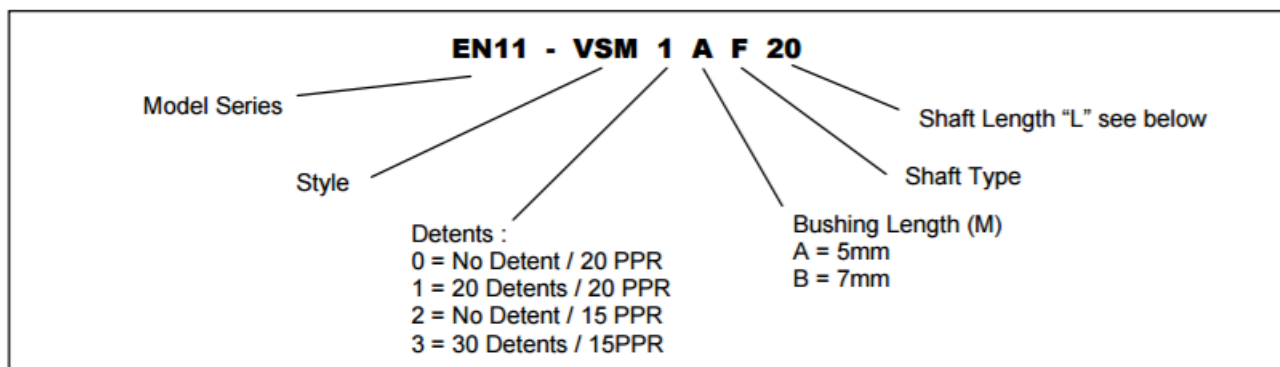 EN11 - VSM 1 A F 20
Model Series
Shaft Length “L” see below
Style
Shaft Type
Detents :
0 = No Detent / 20 PPR
1 = 20 Detents / 20 PPR
2 = No Detent / 15 PPR
3 = 30 Detents / 15PPR
Bushing Length (M)
A = 5mm
B = 7mm